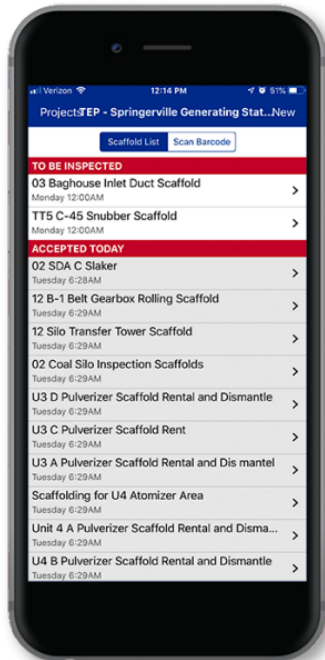 Verizon 12:14 PM 51%
Projects TEP - Springerville Generating Stat... New
Scaffold List Scan Barcode
TO BE INSPECTED
03 Baghouse Inlet Duct Scaffold
Monday 12:00AM
TT5 C-45 Snubber Scaffold
Monday 12:00AM
ACCEPTED TODAY
02 SDA C Slaker
Tuesday 6:28AM
12 B-1 Belt Gearbox Rolling Scaffold
Tuesday 6:29AM
12 Silo Transfer Tower Scaffold
Tuesday 6:29AM
02 Coal Silo Inspection Scaffolds
Tuesday 6:29AM
U3 D Pulverizer Scaffold Rental and Dismantle
Tuesday 6:29AM
U3 C Pulverizer Scaffold Rent
Tuesday 6:29AM
U3 A Pulverizer Scaffold Rental and Dis mantel
Tuesday 6:29AM
Scaffolding for U4 Atomizer Area
Tuesday 6:29AM
Unit 4 A Pulverizer Scaffold Rental and Disma...
Tuesday 6:29AM
U4 B Pulverizer Scaffold Rental and Dismantle
Tuesday 6:29AM